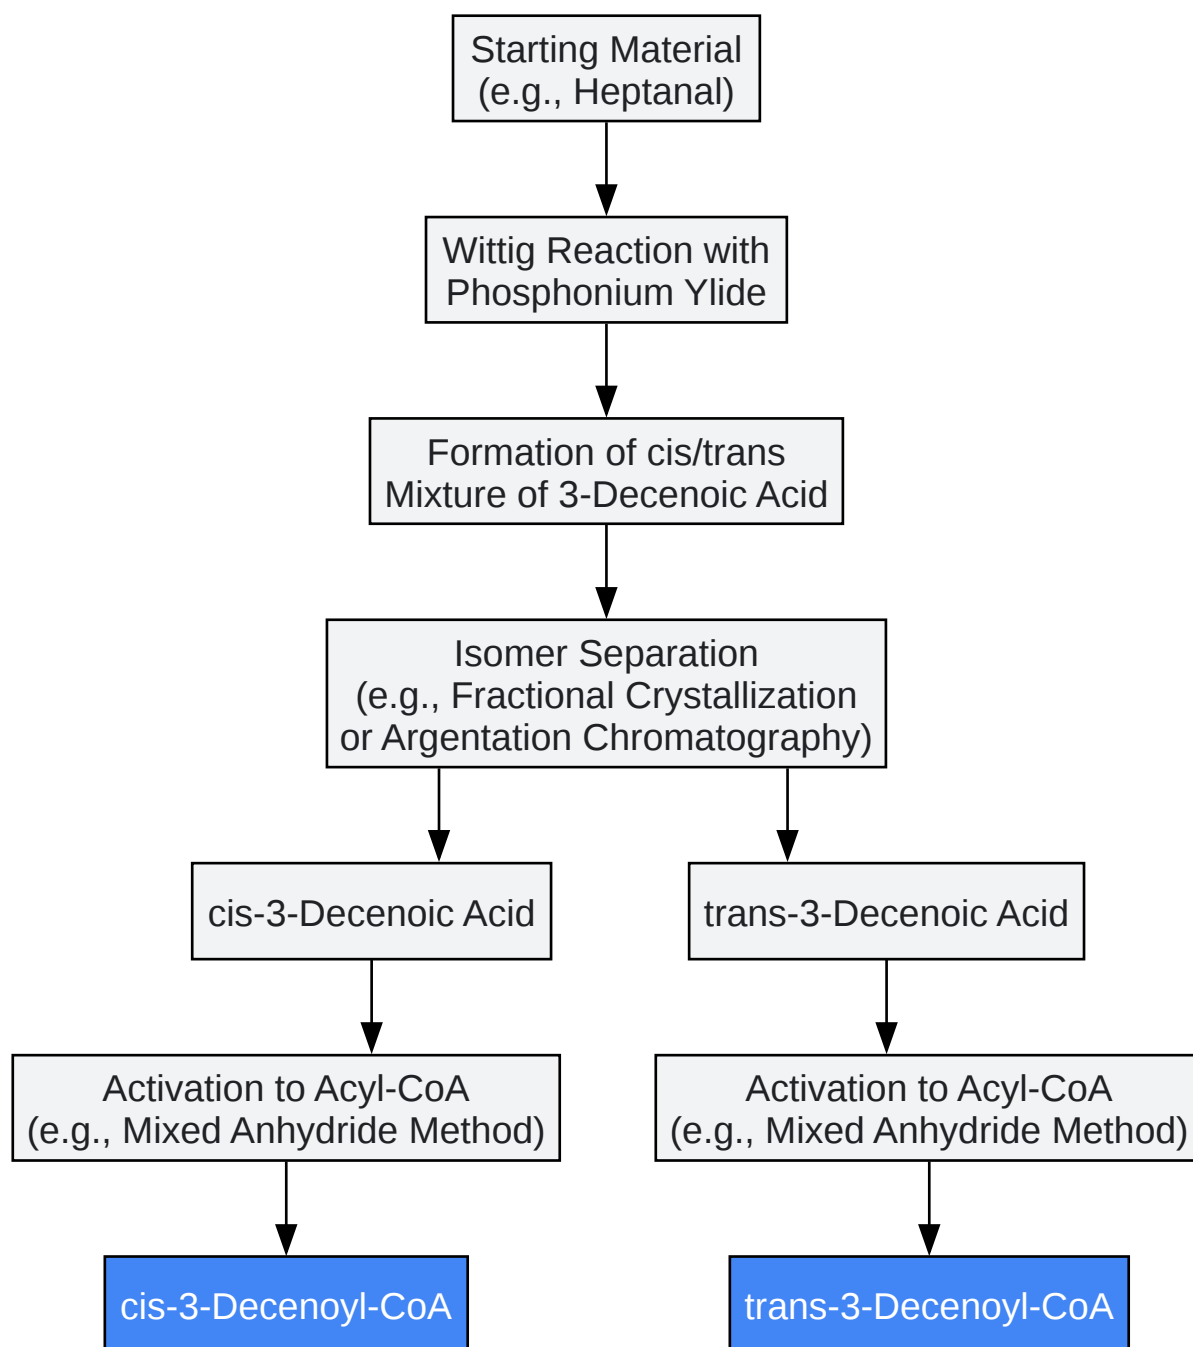 Starting Material
(e.g., Heptanal)
Wittig Reaction with
Phosphonium Ylide
Formation of cis/trans
Mixture of 3-Decenoic Acid
Isomer Separation
(e.g., Fractional Crystallization
or Argentation Chromatography)
cis-3-Decenoic Acid
trans-3-Decenoic Acid
Activation to Acyl-CoA
(e.g., Mixed Anhydride Method)
Activation to Acyl-CoA
(e.g., Mixed Anhydride Method)
cis-3-Decenoyl-CoA
trans-3-Decenoyl-CoA